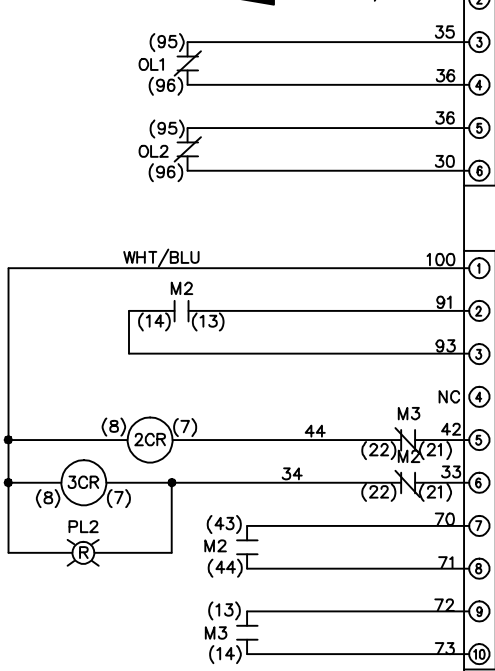 2
(95) 35 3
OL1
(96) 36 4
(95) 36 5
OL2
(96) 30 6
WHT/BLU 100 1
M2 91 2
(14) (13)
93 3
NC 4
M3
(8) 2CR (7) 44 42 5
(22) (21)
M2
3CR 34 33 6
(8) (7) (22) (21)
PL2
R
(43) 70 7
M2
(44) 71 8
(13) 72 9
M3
(14) 73 10